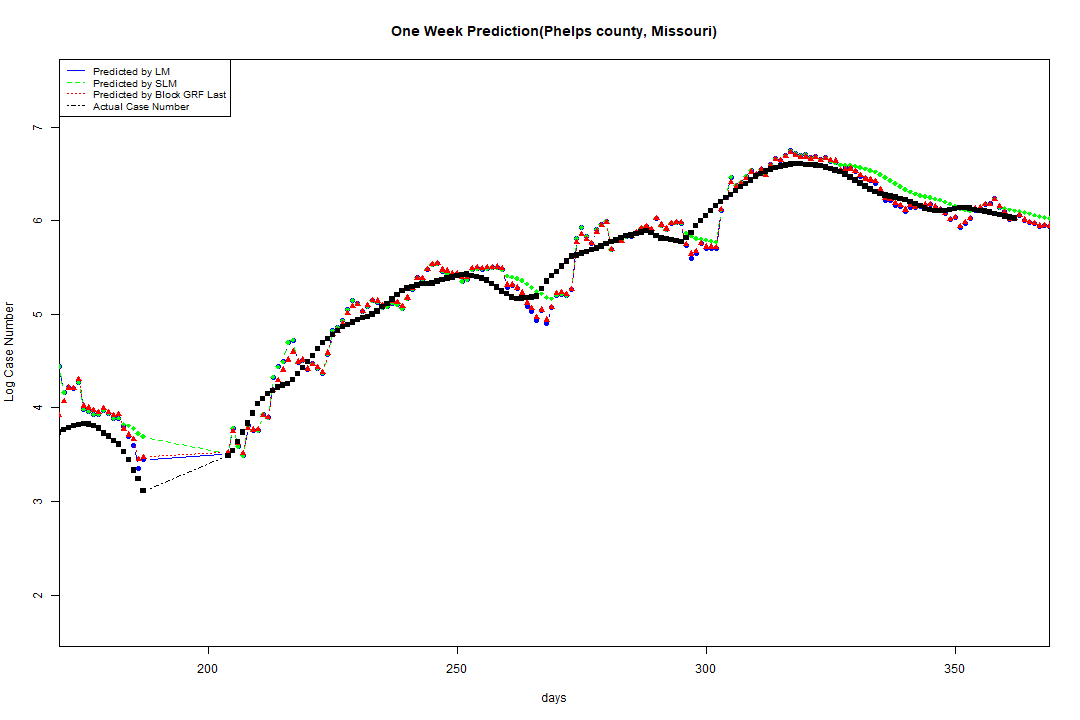 One Week Prediction(Phelps county, Missouri)
Predicted by LM
Predicted by SLM
Predicted by Block GRF Last
Actual Case Number
7
6
5
4
3
2
Log Case Number
200 250 300 350
days